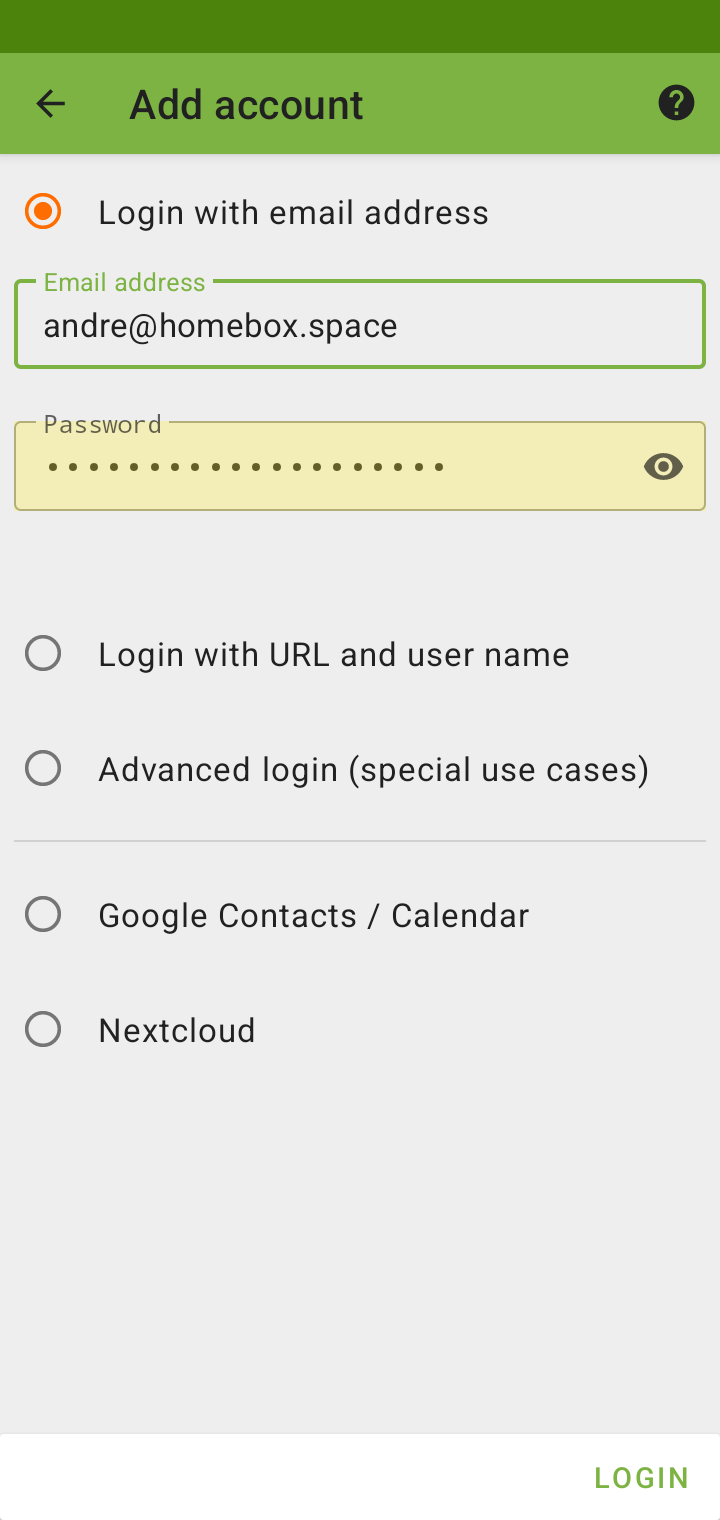 Add account
Login with email address
Email address
andre@homebox.space
Password
••••••••••••••••••••
Login with URL and user name
Advanced login (special use cases)
Google Contacts / Calendar
Nextcloud
LOGIN